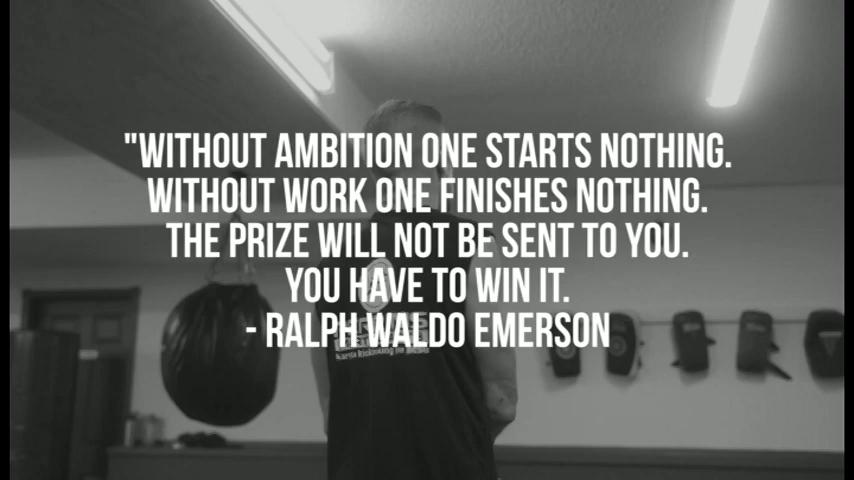 "WITHOUT AMBITION ONE STARTS NOTHING.
WITHOUT WORK ONE FINISHES NOTHING.
THE PRIZE WILL NOT BE SENT TO YOU.
YOU HAVE TO WIN IT.
- RALPH WALDO EMERSON